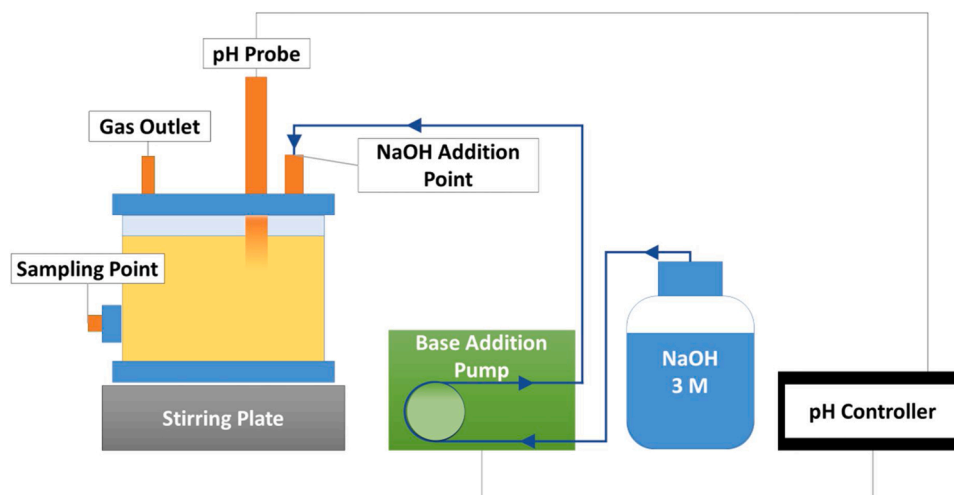 pH Probe
Gas Outlet
NaOH Addition
Point
Sampling Point
Base Addition
Pump
NaOH
3 M
pH Controller
Stirring Plate